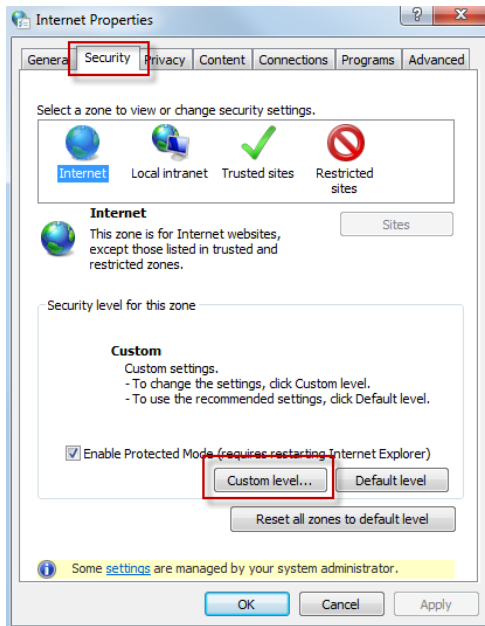 Internet Properties
General Security Privacy Content Connections Programs Advanced
Select a zone to view or change security settings.
Internet Local intranet Trusted sites Restricted
sites
Internet
Sites
This zone is for Internet websites,
except those listed in trusted and
restricted zones.
Security level for this zone
Custom
Custom settings.
- To change the settings, click Custom level.
- To use the recommended settings, click Default level.
Enable Protected Mode (requires restarting Internet Explorer)
Custom level... Default level
Reset all zones to default level
Some settings are managed by your system administrator.
OK Cancel Apply